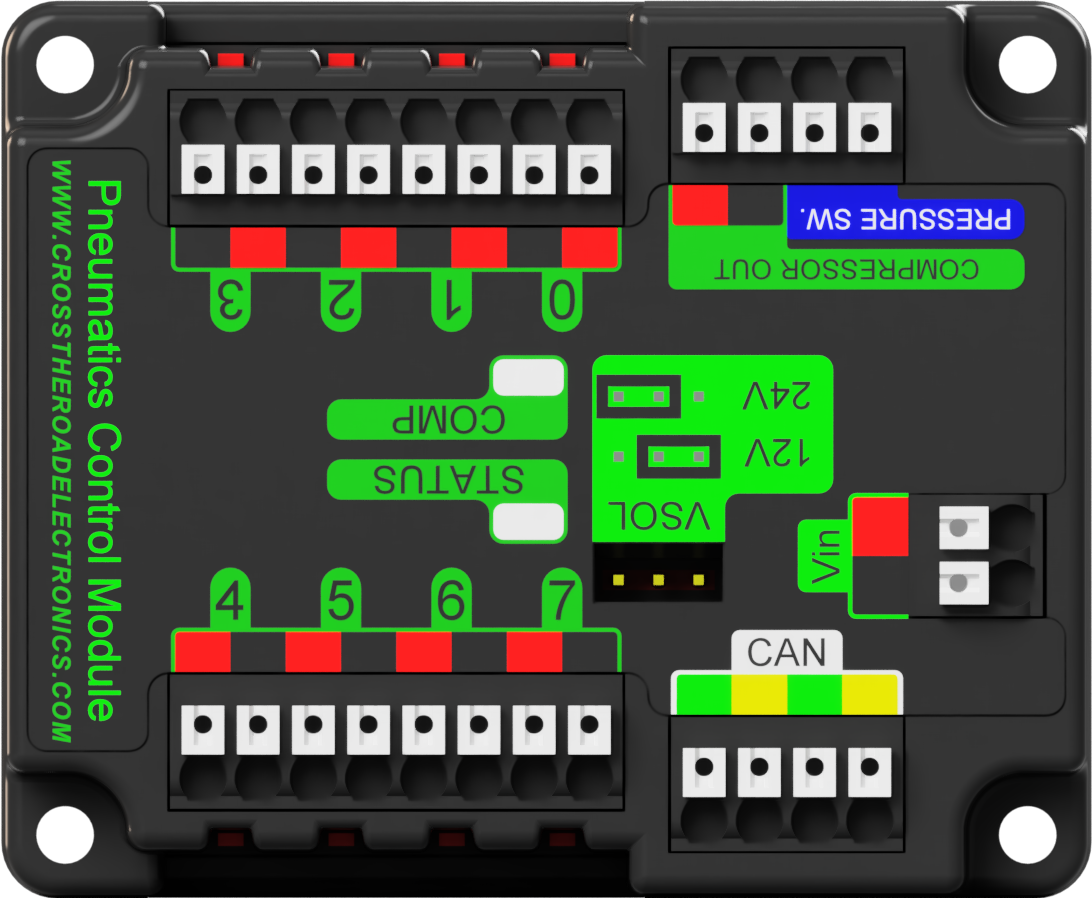 Pneumatics Control Module
WWW.CROSSTHEROADELECTRONICS.COM
3 2 1 0
PRESSURE SW.
COMPRESSOR OUT
COMP
STATUS
24V
12V
VSOL
Vin
4 5 6 7
CAN